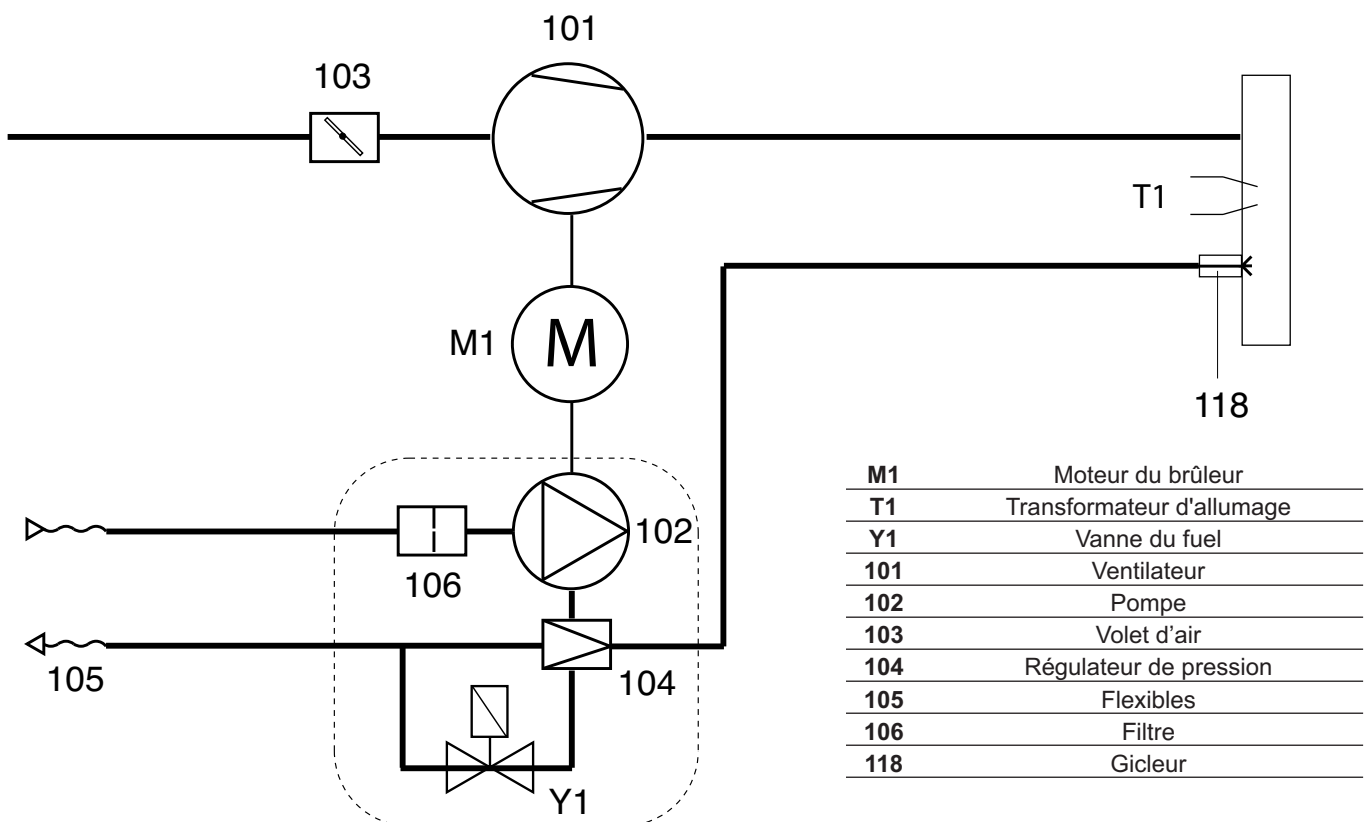 101
103
T1
M1
M
118
102
106
105
104
Y1
M1 Moteur du brûleur
T1 Transformateur d'allumage
Y1 Vanne du fuel
101 Ventilateur
102 Pompe
103 Volet d’air
104 Régulateur de pression
105 Flexibles
106 Filtre
118 Gicleur